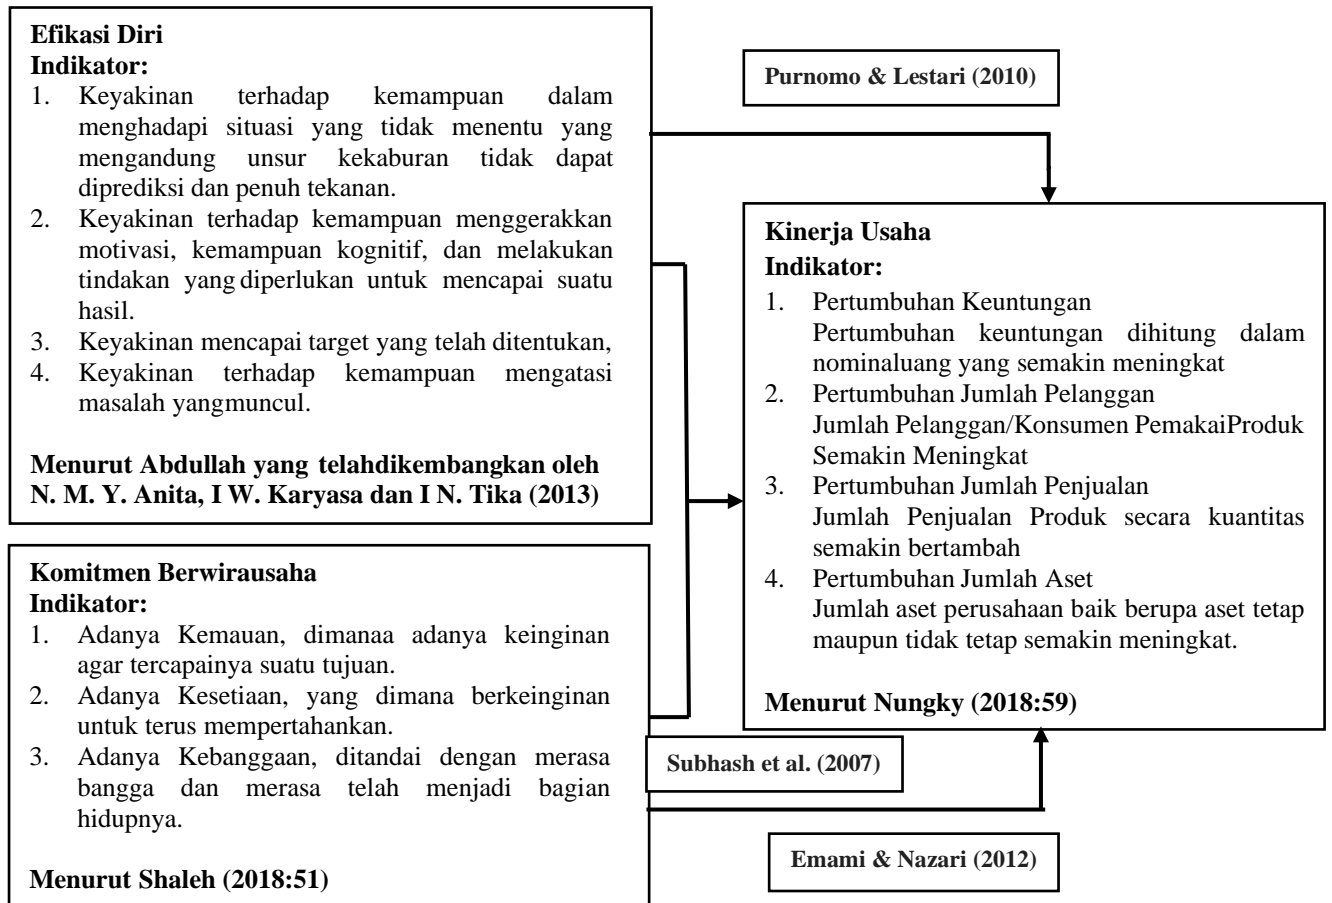 Efikasi Diri
Indikator:
1. Keyakinan terhadap kemampuan dalam
menghadapi situasi yang tidak menentu yang
mengandung unsur kekaburan tidak dapat
diprediksi dan penuh tekanan.
2. Keyakinan terhadap kemampuan menggerakkan
motivasi, kemampuan kognitif, dan melakukan
tindakan yang diperlukan untuk mencapai suatu
hasil.
3. Keyakinan mencapai target yang telah ditentukan,
4. Keyakinan terhadap kemampuan mengatasi
masalah yangmuncul.
Menurut Abdullah yang telahdikembangkan oleh
N. M. Y. Anita, I W. Karyasa dan I N. Tika (2013)
Komitmen Berwirausaha
Indikator:
1. Adanya Kemauan, dimanaa adanya keinginan
agar tercapainya suatu tujuan.
2. Adanya Kesetiaan, yang dimana berkeinginan
untuk terus mempertahankan.
3. Adanya Kebanggaan, ditandai dengan merasa
bangga dan merasa telah menjadi bagian
hidupnya.
Menurut Shaleh (2018:51)
Purnomo & Lestari (2010)
Kinerja Usaha
Indikator:
1. Pertumbuhan Keuntungan
Pertumbuhan keuntungan dihitung dalam
nominaluang yang semakin meningkat
2. Pertumbuhan Jumlah Pelanggan
Jumlah Pelanggan/Konsumen PemakaiProduk
Semakin Meningkat
3. Pertumbuhan Jumlah Penjualan
Jumlah Penjualan Produk secara kuantitas
semakin bertambah
4. Pertumbuhan Jumlah Aset
Jumlah aset perusahaan baik berupa aset tetap
maupun tidak tetap semakin meningkat.
Menurut Nungky (2018:59)
Subhash et al. (2007)
Emami & Nazari (2012)